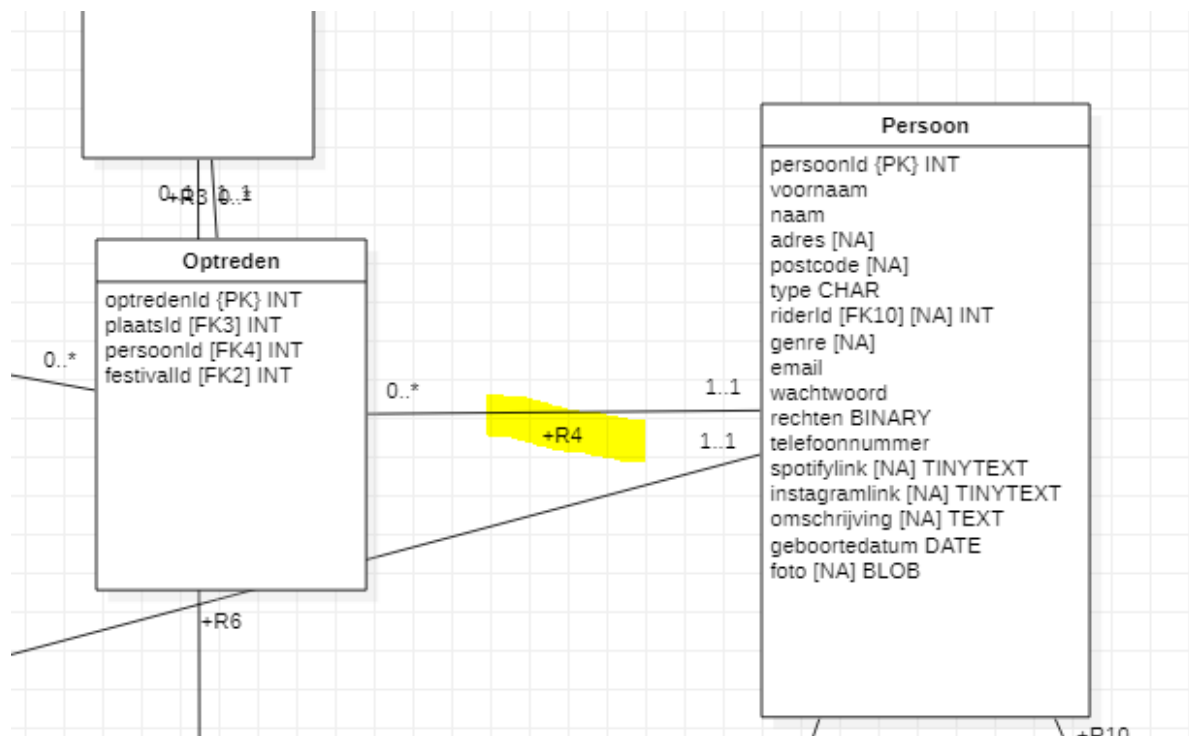 Persoon
persoonId {PK} INT
voornaam
naam
adres [NA]
postcode [NA]
type CHAR
riderId [FK10] [NA] INT
genre [NA]
email
wachtwoord
rechten BINARY
telefoonnummer
spotifylink [NA] TINYTEXT
instagramlink [NA] TINYTEXT
omschrijving [NA] TEXT
geboortedatum DATE
foto [NA] BLOB
+R3
Optreden
optredenId {PK} INT
plaatsId [FK3] INT
persoonId [FK4] INT
festivalId [FK2] INT
0..*
0..*
1..1
+R4
1..1
+R6
+R10